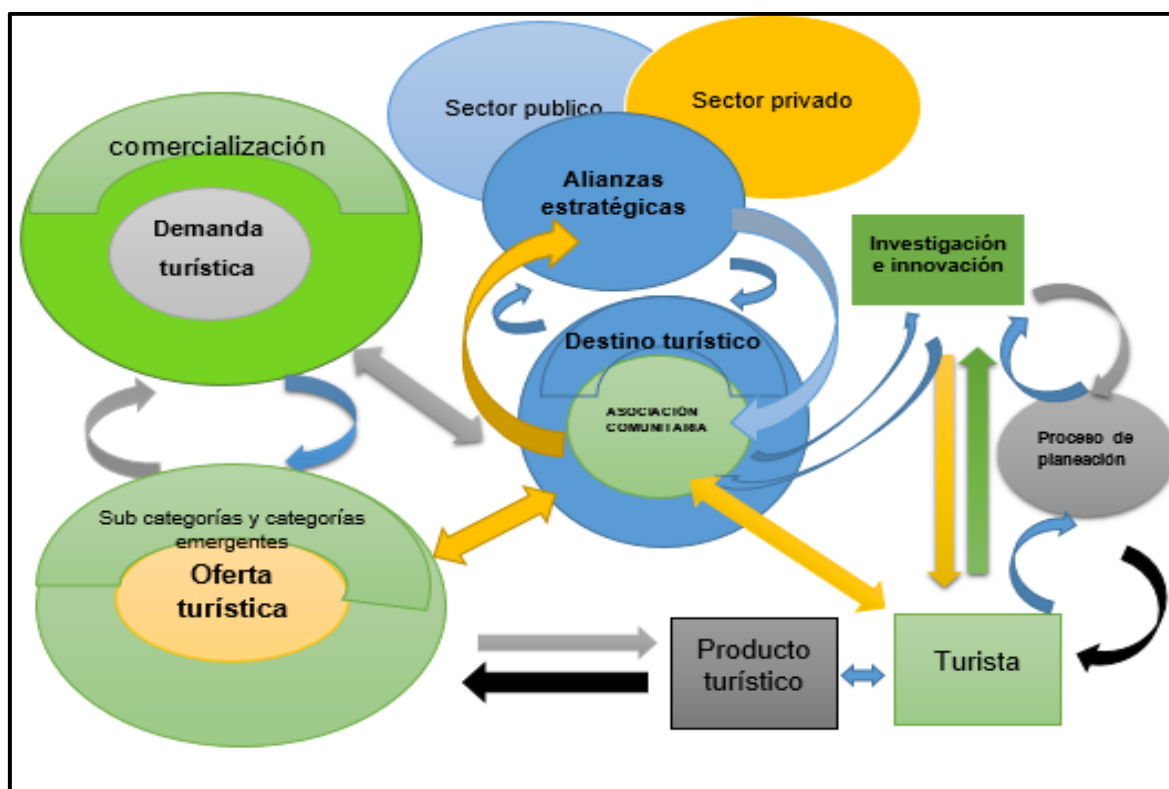 Sector publico
Sector privado
comercialización
Demanda
turística
Alianzas
estratégicas
Investigación
e innovación
Destino turístico
ASOCIACIÓN
COMUNITARIA
Proceso de
planeación
Sub categorías y categorías
emergentes
Oferta
turística
Producto
turístico
Turista